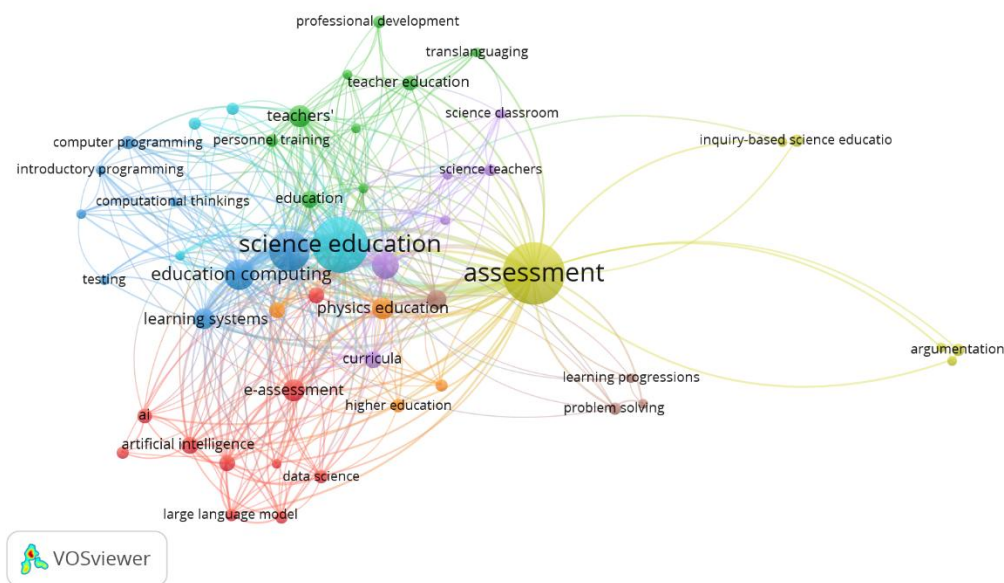 professional development
translanguaging
teacher education
teachers'
science classroom
computer programming
personnel training
inquiry-based science educatio
introductory programming
science teachers
computational thinkings
education
science education
assessment
education computing
testing
learning systems
physics education
argumentation
curricula
learning progressions
e-assessment
higher education
problem solving
ai
artificial intelligence
data science
large language model
VOSviewer